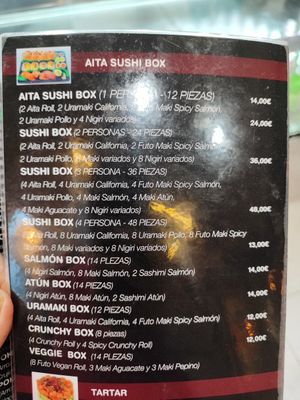 AITA SUSHI BOX
AITA SUSHI BOX (1 PERSONA - 12 PIEZAS)
(2 Aita Roll, 2 Uramaki California, 2 Futo Maki Spicy Salmón, 14,00€
2 Uramaki Pollo y 4 Nigiri variados)
SUSHI BOX (2 PERSONAS - 24 PIEZAS) 24,00€
(2 Aita Roll, 2 Uramaki California, 2 Futo Maki Spicy Salmón,
2 Uramaki Pollo, 8 Maki variados y 8 Nigiri variados)
SUSHI BOX (3 PERSONA - 36 PIEZAS) 36,00€
(4 Aita Roll, 4 Uramaki California, 4 Futo Maki Spicy Salmón,
4 Uramaki Pollo, 4 Maki Salmón, 4 Maki Atún,
4 Maki Aguacate y 8 Nigiri variados)
SUSHI BOX (4 PERSONA - 48 PIEZAS) 48,00€
Roll, 8 Uramaki California, 8 Uramaki Pollo, 8 Futo Maki Spicy
Salmón, 8 Maki variados y 8 Nigiri variados)
SALMÓN BOX (14 PLEZAS) 13,00€
(4 Nigiri Salmón, 8 Maki Salmón, 2 Sashimi Salmón)
ATÚN BOX (14 PLEZAS) 14,00€
(4 Nigiri Atún, 8 Maki Atún, 2 Sashimi Atún)
URAMAKI BOX (12 PLEZAS) 14,00€
(4 Aita Roll, 4 Uramaki California, 4 Futo Maki Spicy Salmón)
CRUNCHY BOX (8 piezas) 12,00€
(4 Crunchy Roll y 4 Spicy Crunchy Roll)
VEGGIE BOX (14 PLEZAS) 12,00€
(8 Futo Vegan Roll, 3 Maki Aguacate y 3 Maki Pepino)
TARTAR